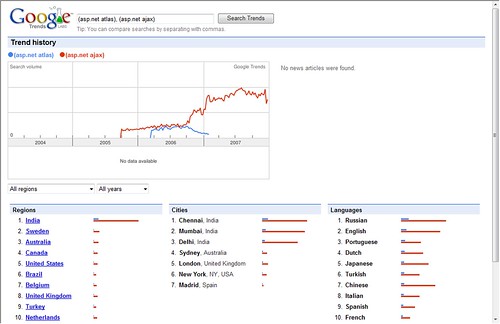 Google Trends Labs
(asp.net atlas), (asp.net ajax)
Search Trends
Tip: You can compare searches by separating with commas.
Trend history
(asp.net atlas) (asp.net ajax)
Search volume
Google Trends
No news articles were found.
0
2004 2005 2006 2007
No data available
All regions All years
Regions
1. India
2. Sweden
3. Australia
4. Canada
5. United States
6. Brazil
7. Belgium
8. United Kingdom
9. Turkey
10. Netherlands
Cities
1. Chennai, India
2. Mumbai, India
3. Delhi, India
4. Sydney, Australia
5. London, United Kingdom
6. New York, NY, USA
7. Madrid, Spain
Languages
1. Russian
2. English
3. Portuguese
4. Dutch
5. Japanese
6. Turkish
7. Chinese
8. Italian
9. Spanish
10. French